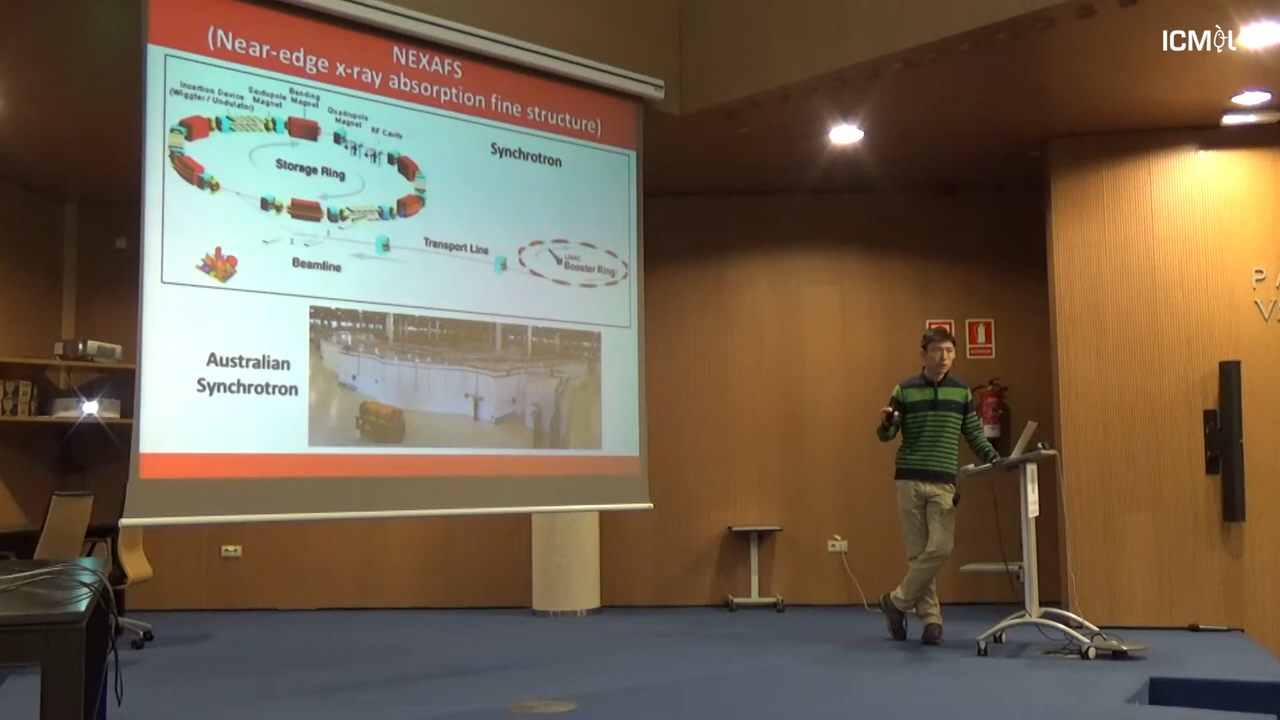 NEXAFS
(Near-edge x-ray absorption fine structure)
Insertion Device
(Wiggler / Undulator)
Sextupole
Magnet
Bending
Magnet
Quadrupole
Magnet
RF Cavity
Synchrotron
Storage Ring
Transport Line
LINAC
Booster Ring
Beamline
Australian
Synchrotron
ICMol
P
V